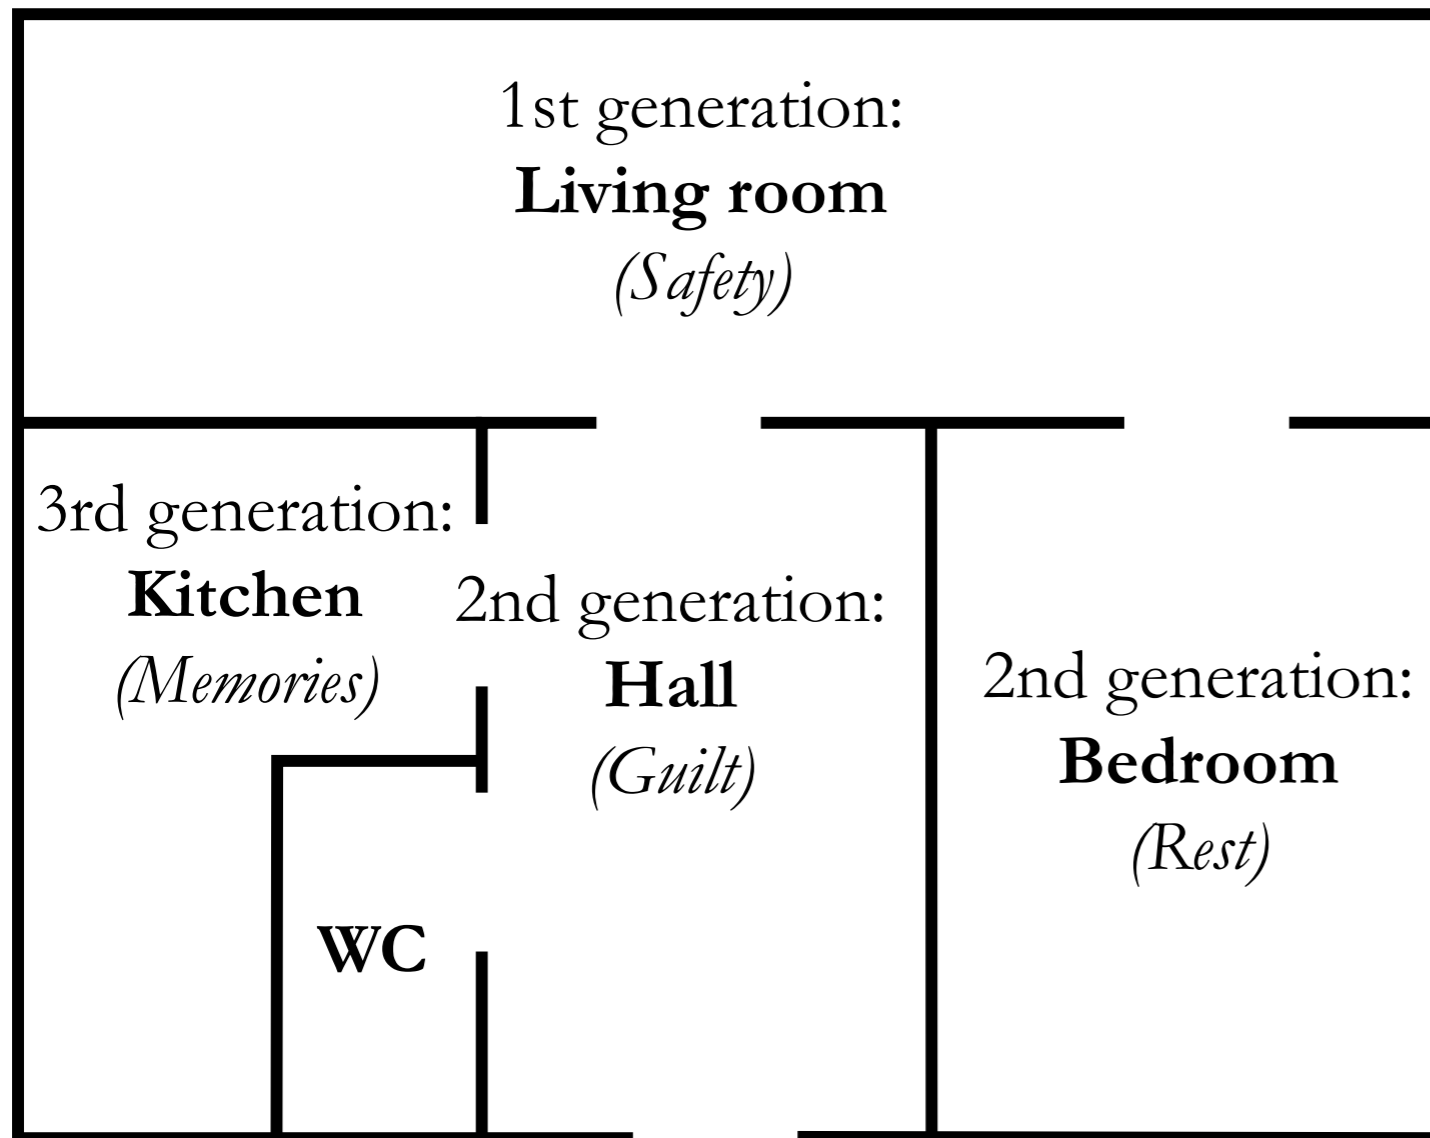 1st generation:
Living room
(Safety)
3rd generation:
Kitchen
(Memories)
2nd generation:
Hall
(Guilt)
2nd generation:
Bedroom
(Rest)
WC